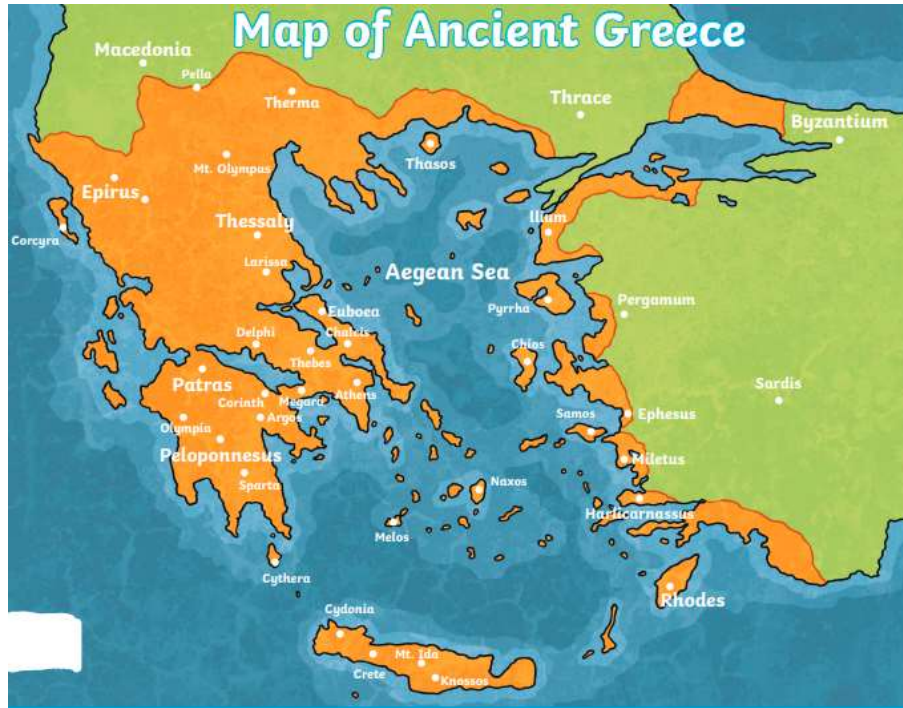 Map of Ancient Greece
Macedonia
Pella
Therma
Thrace
Byzantium
Thasos
Mt. Olympus
Epirus
Thessaly
Ilium
Corcyra
Larissa
Aegean Sea
Pyrrha
Pergamum
Euboea
Delphi
Chalcis
Thebes
Chios
Patras
Sardis
Corinth
Megara
Athens
Olympia
Argos
Samos
Ephesus
Peloponnesus
Miletus
Sparta
Naxos
Harlicarnassus
Melos
Cythera
Rhodes
Cydonia
Mt. Ida
Crete
Knossos